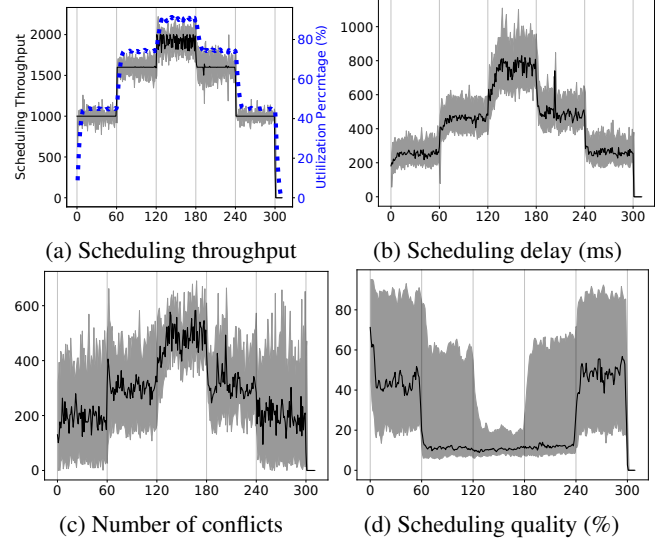 Scheduling Throughput
2000
1500
1000
500
0
80
60
40
20
0
Utlilization Percrntage (%)
0 60 120 180 240 300
(a) Scheduling throughput
1000
800
600
400
200
0
0 60 120 180 240 300
(b) Scheduling delay (ms)
600
400
200
0
0 60 120 180 240 300
(c) Number of conflicts
80
60
40
20
0
0 60 120 180 240 300
(d) Scheduling quality (%)